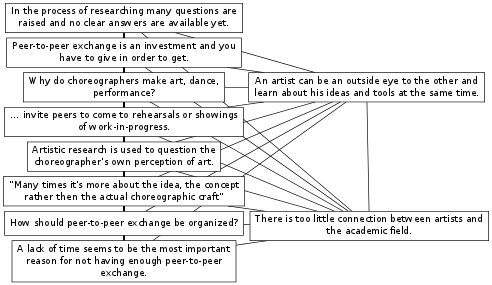 In the process of researching many questions are
raised and no clear answers are available yet.
Peer-to-peer exchange is an investment and you
have to give in order to get.
Why do choreographers make art, dance,
performance?
An artist can be an outside eye to the other and
learn about his ideas and tools at the same time.
... invite peers to come to rehearsals or showings
of work-in-progress.
Artistic research is used to question the
choreographer's own perception of art.
"Many times it's more about the idea, the concept
rather then the actual choreographic craft"
How should peer-to-peer exchange be organized?
There is too little connection between artists and
the academic field.
A lack of time seems to be the most important
reason for not having enough peer-to-peer
exchange.